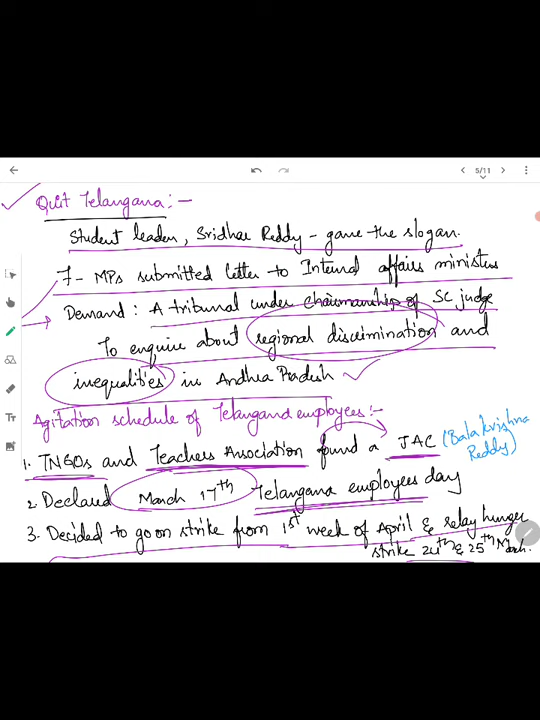 5/11
Quit Telangana :-
Student leader, Sridhar Reddy - gave the slogan.
7 - MPs submitted letter to Internal affairs minister
Demand : A tribunal under chairmanship of SC judge
To enquire about regional discrimination and
inequalities in Andhra Pradesh
Agitation schedule of Telangana employees :-
1. TNGOs and Teachers Association found a JAC (Balakrishna
Reddy)
2. Declared March 17th Telangana employees day
3. Decided to go on strike from 1st week of April & relay hunger
strike 24th & 25th March.
Tт